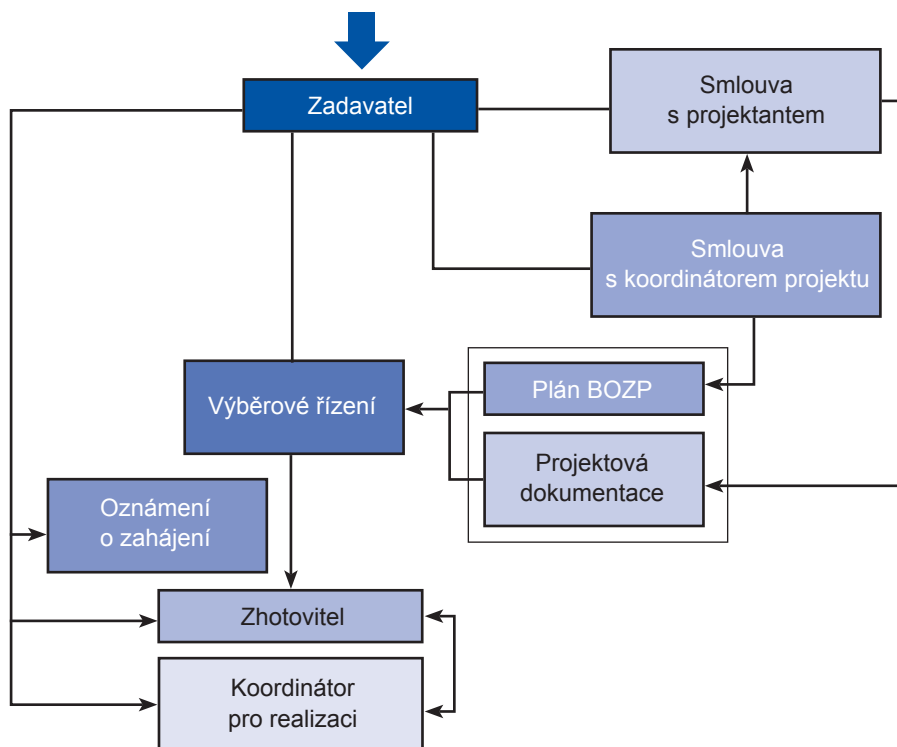 Zadavatel
Smlouva
s projektantem
Smlouva
s koordinátorem projektu
Výběrové řízení
Plán BOZP
Projektová
dokumentace
Oznámení
o zahájení
Zhotovitel
Koordinátor
pro realizaci